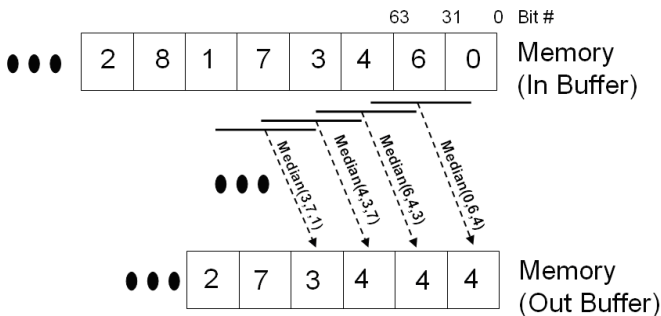 63 31 0 Bit #
2 8 1 7 3 4 6 0
Memory
(In Buffer)
Median(3,7,1)
Median(4,3,7)
Median(6,4,3)
Median(0,6,4)
2 7 3 4 4 4
Memory
(Out Buffer)